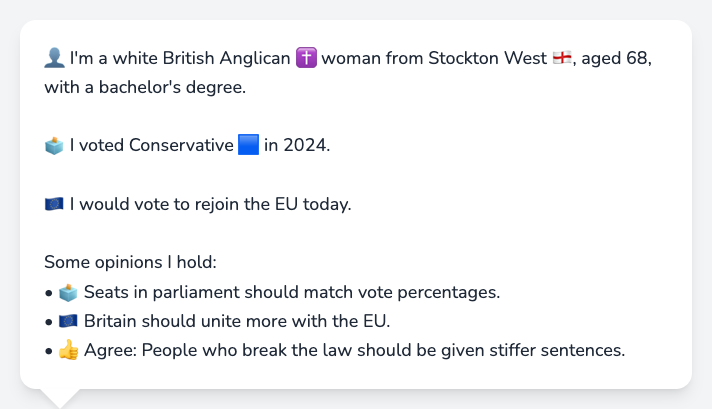 👤 I'm a white British Anglican ✝️ woman from Stockton West 🏴󠁧󠁢󠁥󠁮󠁧󠁿, aged 68,
with a bachelor's degree.
🗳️ I voted Conservative 🟦 in 2024.
🇪🇺 I would vote to rejoin the EU today.
Some opinions I hold:
• 🗳️ Seats in parliament should match vote percentages.
• 🇪🇺 Britain should unite more with the EU.
• 👍 Agree: People who break the law should be given stiffer sentences.